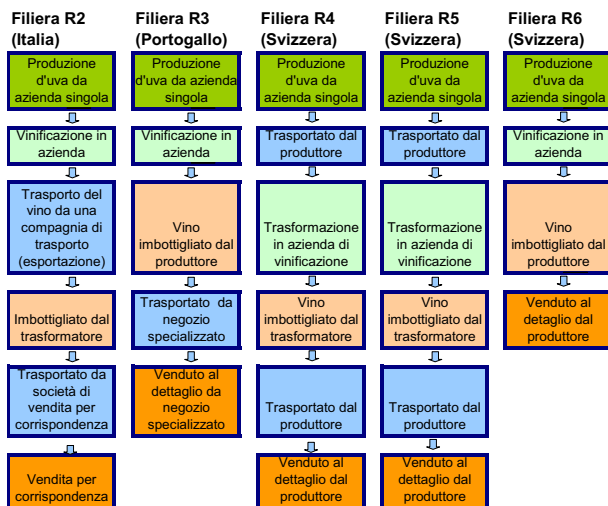 Filiera R2
(Italia)
Produzione
d'uva da
azienda singola
Vinificazione in
azienda
Trasporto del
vino da una
compagnia di
trasporto
(esportazione)
Imbottigliato dal
trasformatore
Trasportato da
società di
vendita per
corrispondenza
Vendita per
corrispondenza
Filiera R3
(Portogallo)
Produzione
d'uva da azienda
singola
Vinificazione in
azienda
Vino
imbottigliato dal
produttore
Trasportato da
negozio
specializzato
Venduto al
dettaglio da
negozio
specializzato
Filiera R4
(Svizzera)
Produzione
d'uva da
azienda singola
Trasportato dal
produttore
Trasformazione
in azienda di
vinificazione
Vino
imbottigliato dal
trasformatore
Trasportato dal
produttore
Venduto al
dettaglio dal
produttore
Filiera R5
(Svizzera)
Produzione
d'uva da
azienda singola
Trasportato dal
produttore
Trasformazione
in azienda di
vinificazione
Vino
imbottigliato dal
trasformatore
Trasportato dal
produttore
Venduto al
dettaglio dal
produttore
Filiera R6
(Svizzera)
Produzione
d'uva da
azienda singola
Vinificazione in
azienda
Vino
imbottigliato dal
produttore
Venduto al
detaglio dal
produttore